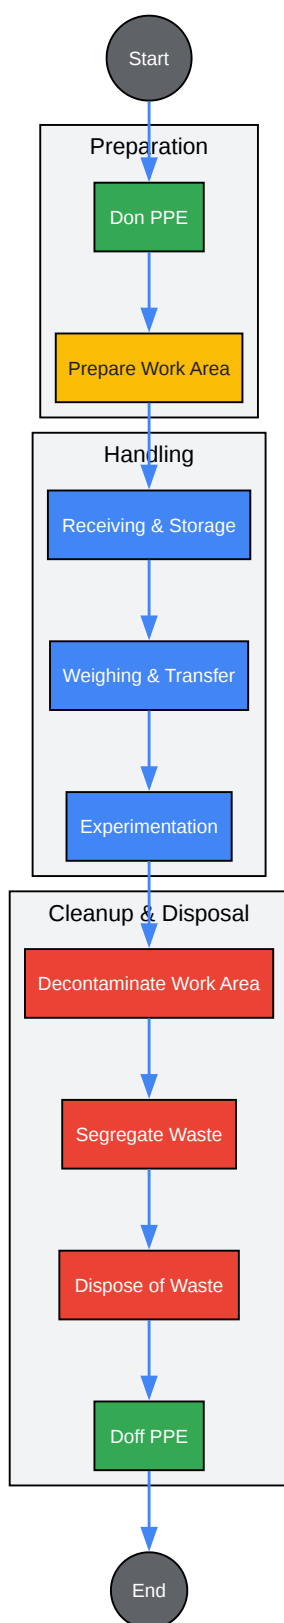 Start
Preparation
Don PPE
Prepare Work Area
Handling
Receiving & Storage
Weighing & Transfer
Experimentation
Cleanup & Disposal
Decontaminate Work Area
Segregate Waste
Dispose of Waste
Doff PPE
End